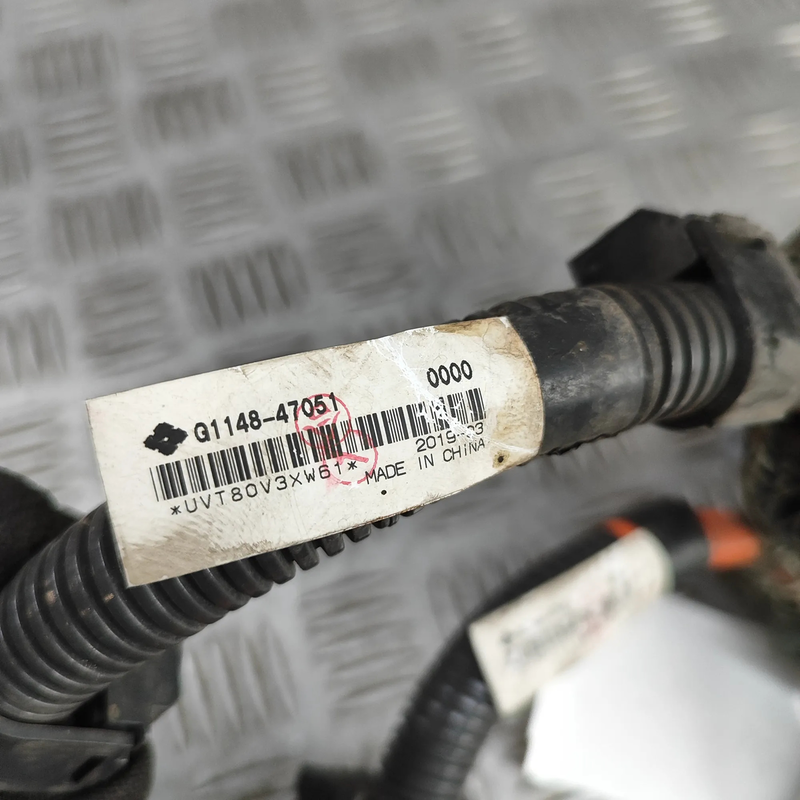 G1148-47051 0000
2019-03
*UVT80V3XW61* MADE IN CHINA